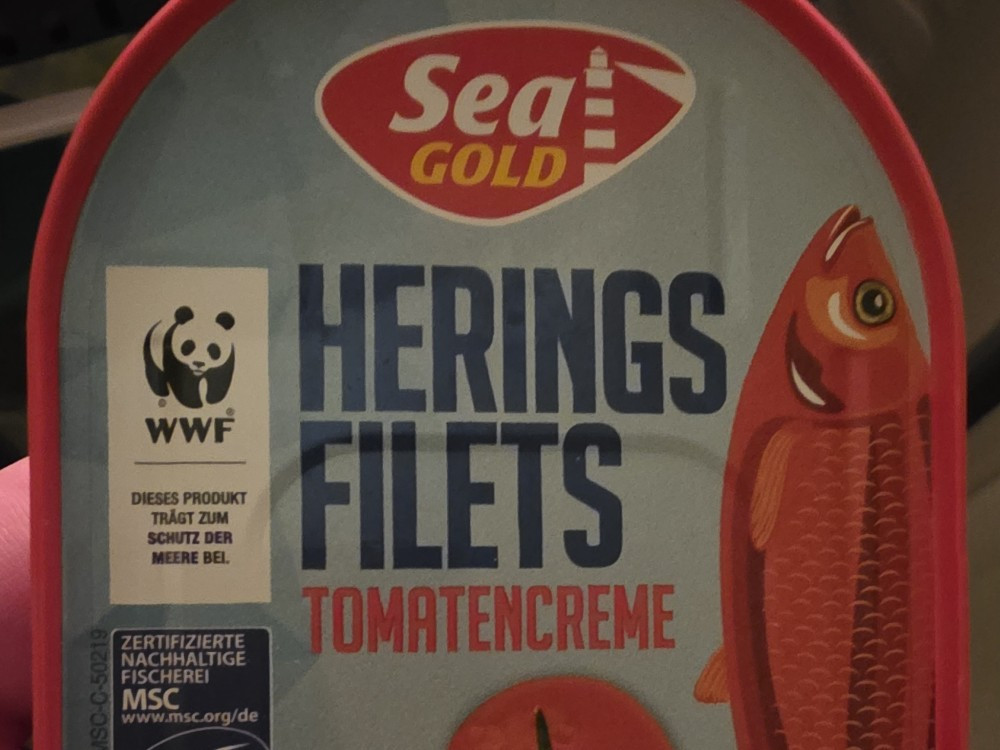 Sea
GOLD
HERINGS
FILETS
TOMATENCREME
WWF
DIESES PRODUKT
TRÄGT ZUM
SCHUTZ DER
MEERE BEI.
MSC-C-50219
ZERTIFIZIERTE
NACHHALTIGE
FISCHEREI
MSC
www.msc.org/de